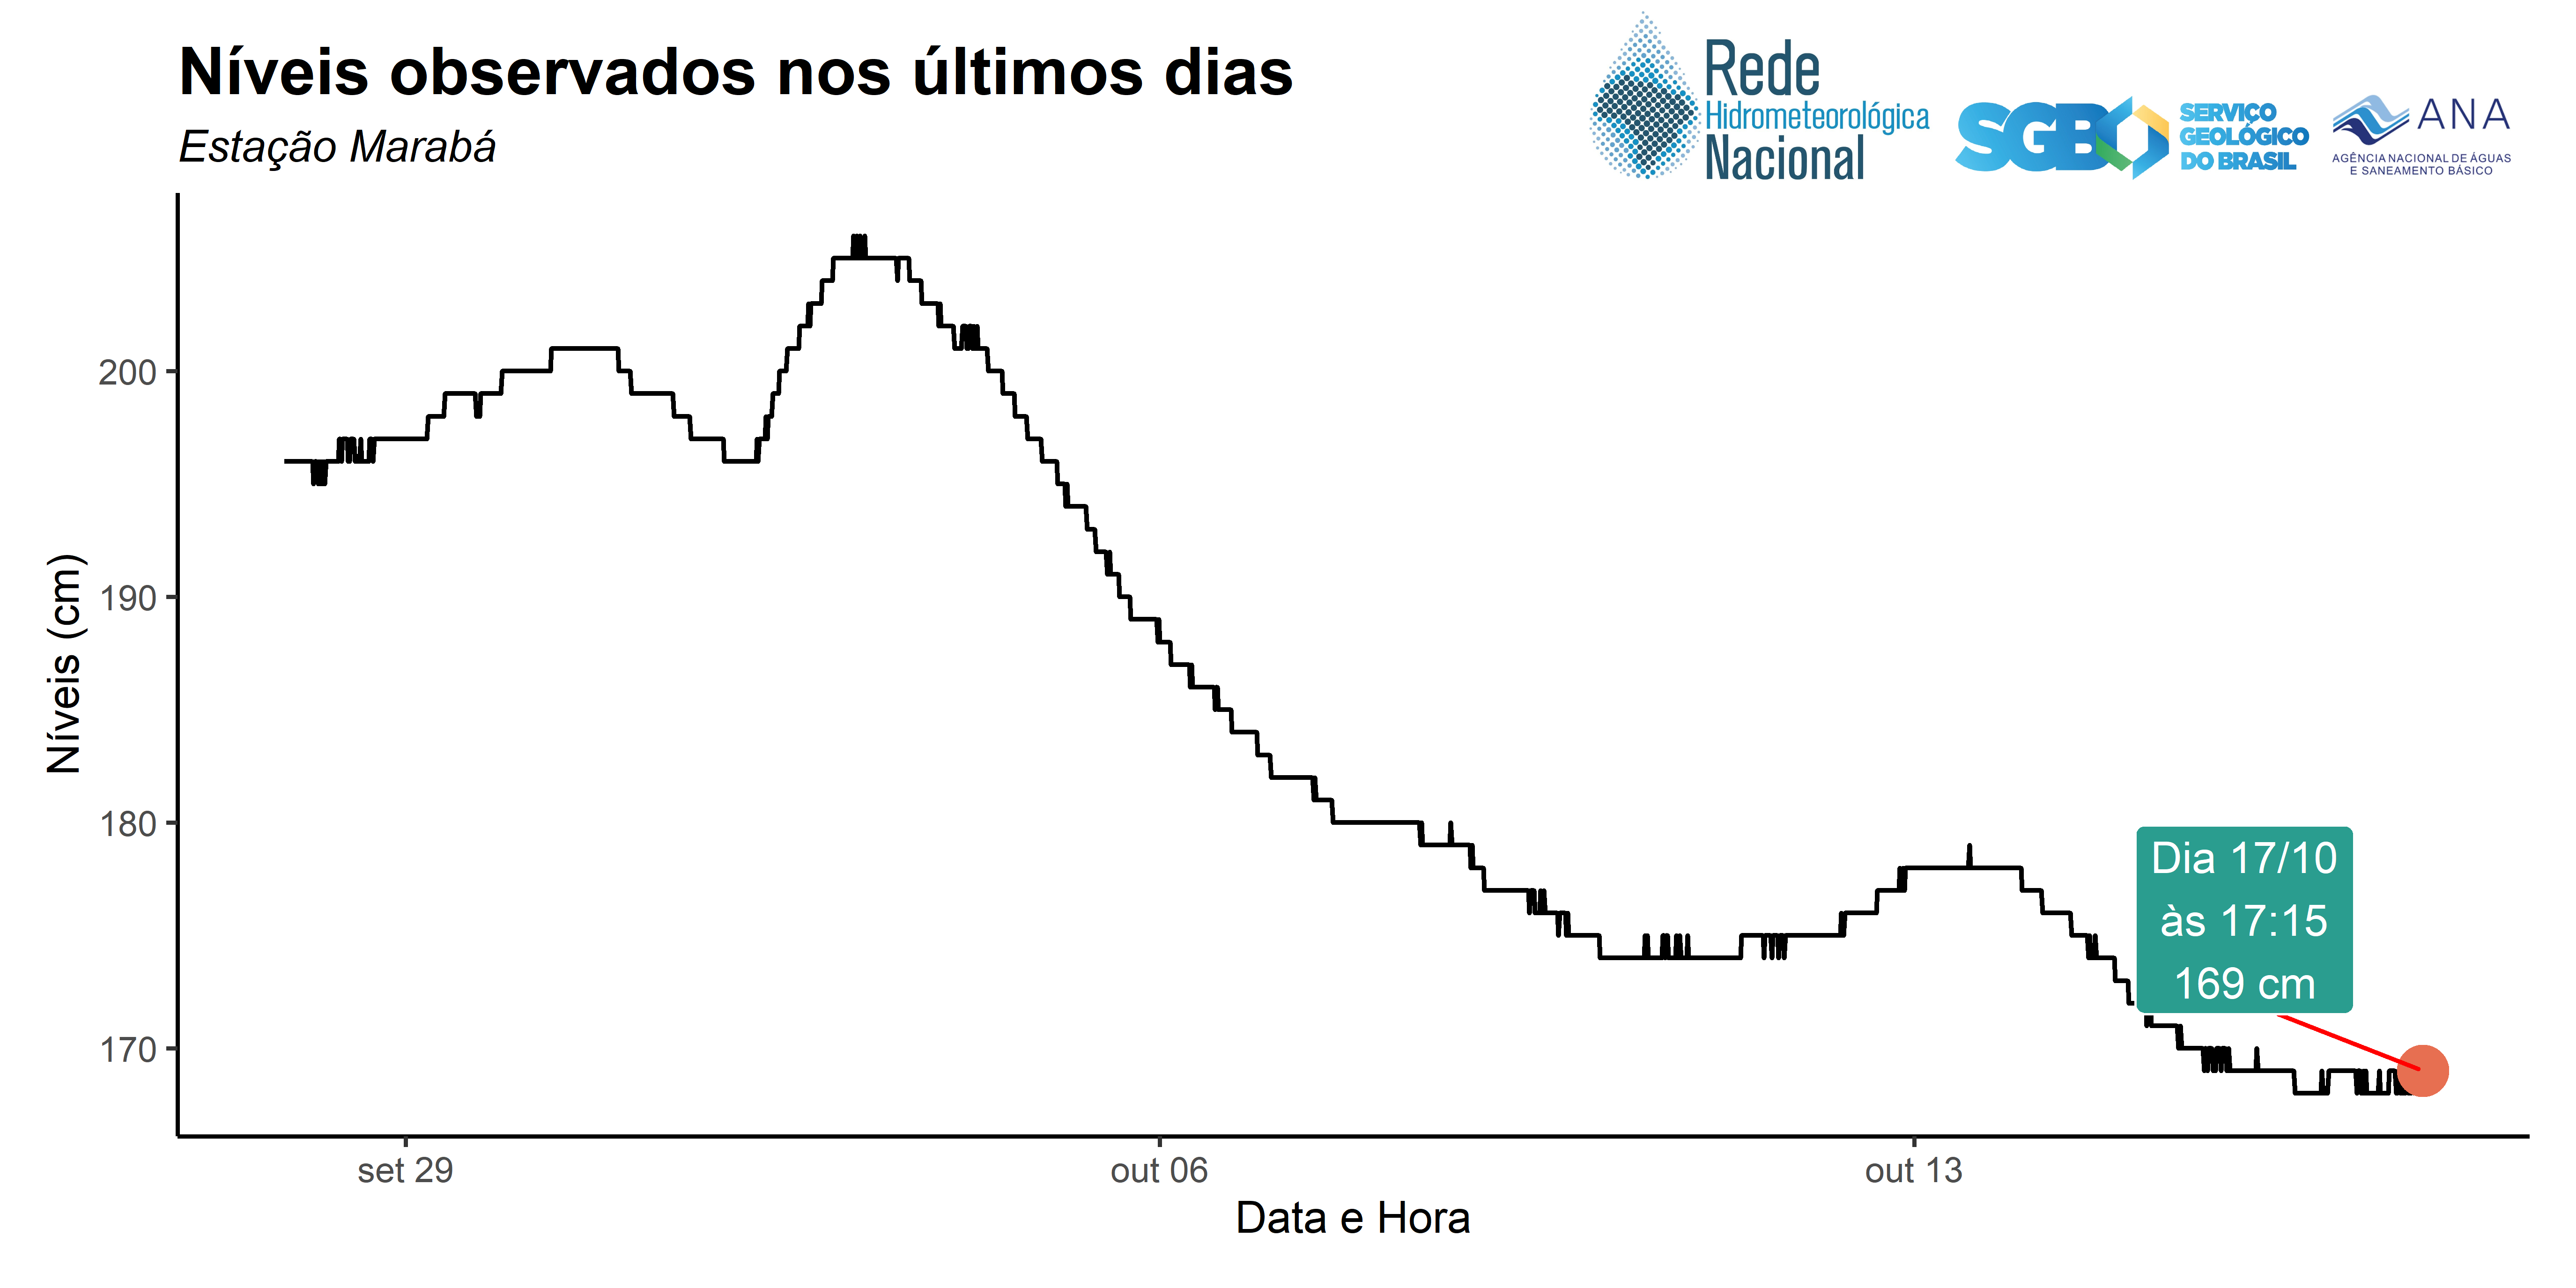 Níveis observados nos últimos dias
Estação Marabá
Rede
Hidrometeorológica
Nacional
SGB
SERVIÇO
GEOLÓGICO
DO BRASIL
ANA
AGÊNCIA NACIONAL DE ÁGUAS
E SANEAMENTO BÁSICO
Níveis (cm)
200
190
180
170
Dia 17/10
às 17:15
169 cm
set 29
out 06
out 13
Data e Hora